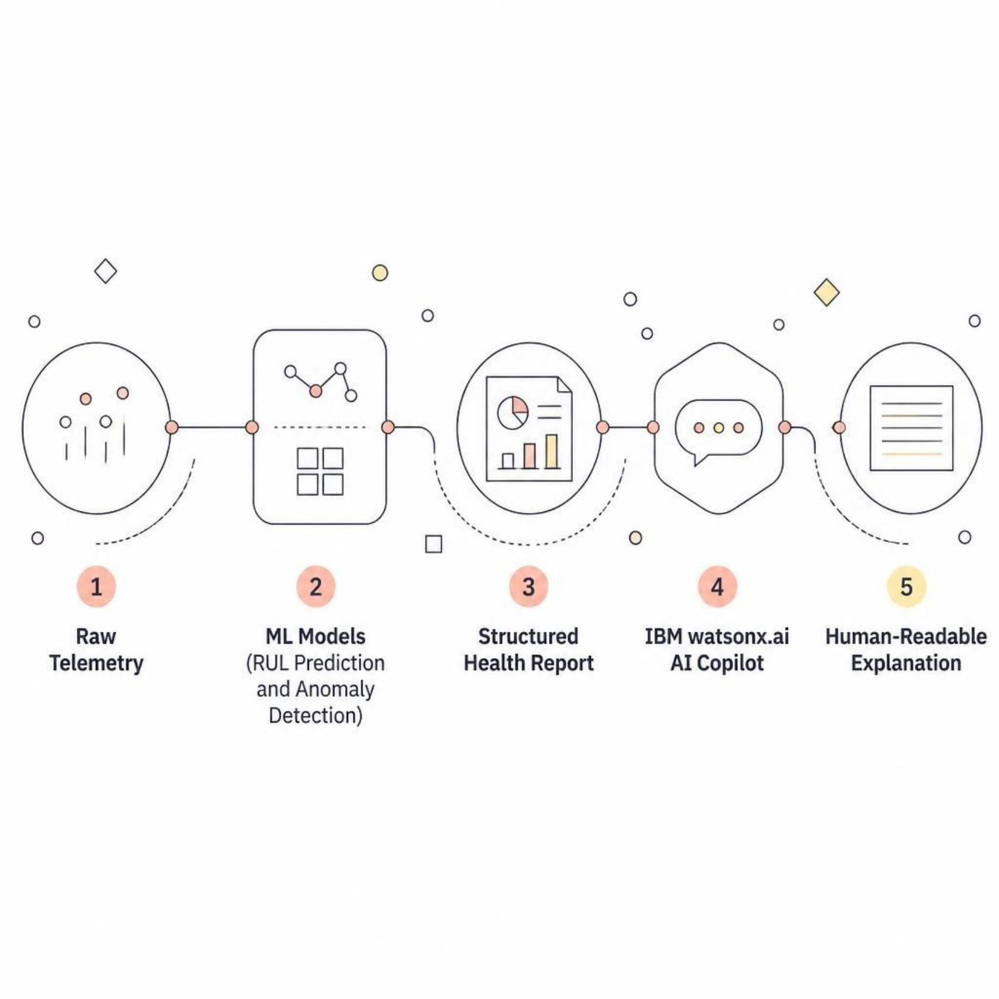 1
Raw
Telemetry
2
ML Models
(RUL Prediction
and Anomaly
Detection)
3
Structured
Health Report
4
IBM watsonx.ai
AI Copilot
5
Human-Readable
Explanation